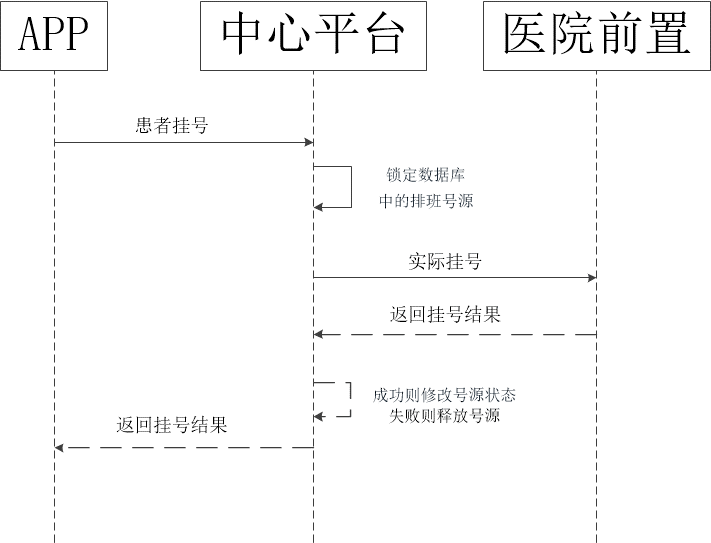 APP
中心平台
医院前置
患者挂号
锁定数据库
中的排班号源
实际挂号
返回挂号结果
成功则修改号源状态
失败则释放号源
返回挂号结果